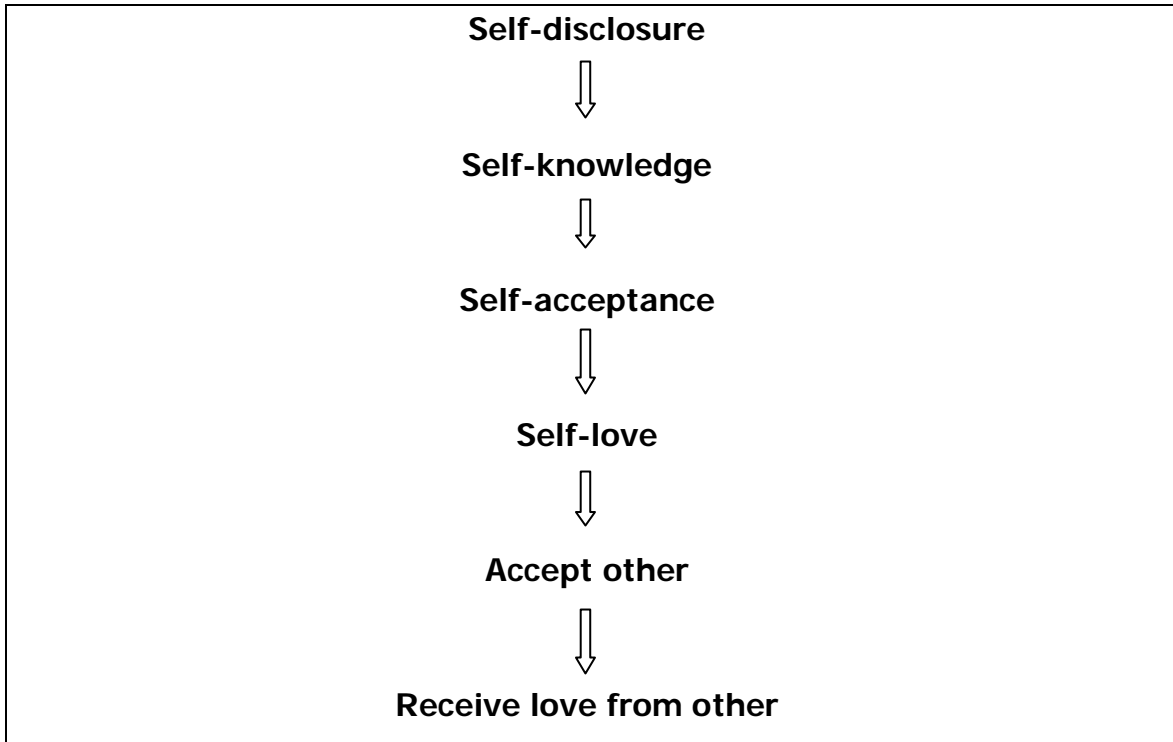 Self-disclosure
Self-knowledge
Self-acceptance
Self-love
Accept other
Receive love from other